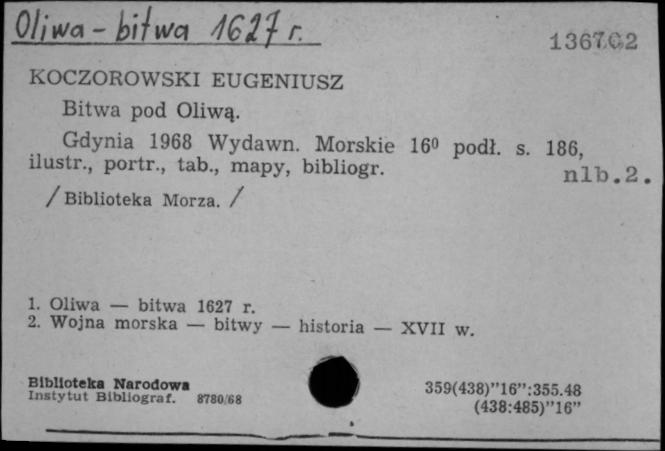 Oliwa - bitwa 1627 r.
136702
KOCZOROWSKI EUGENIUSZ
Bitwa pod Oliwą.
Gdynia 1968 Wydawn. Morskie 16⁰ podł. s. 186,
ilustr., portr., tab., mapy, bibliogr.
nlb.2.
/ Biblioteka Morza. /
1. Oliwa — bitwa 1627 r.
2. Wojna morska — bitwy — historia — XVII w.
Biblioteka Narodowa
Instytut Bibliograf. 8780/68
359(438)"16":355.48
(438:485)"16"